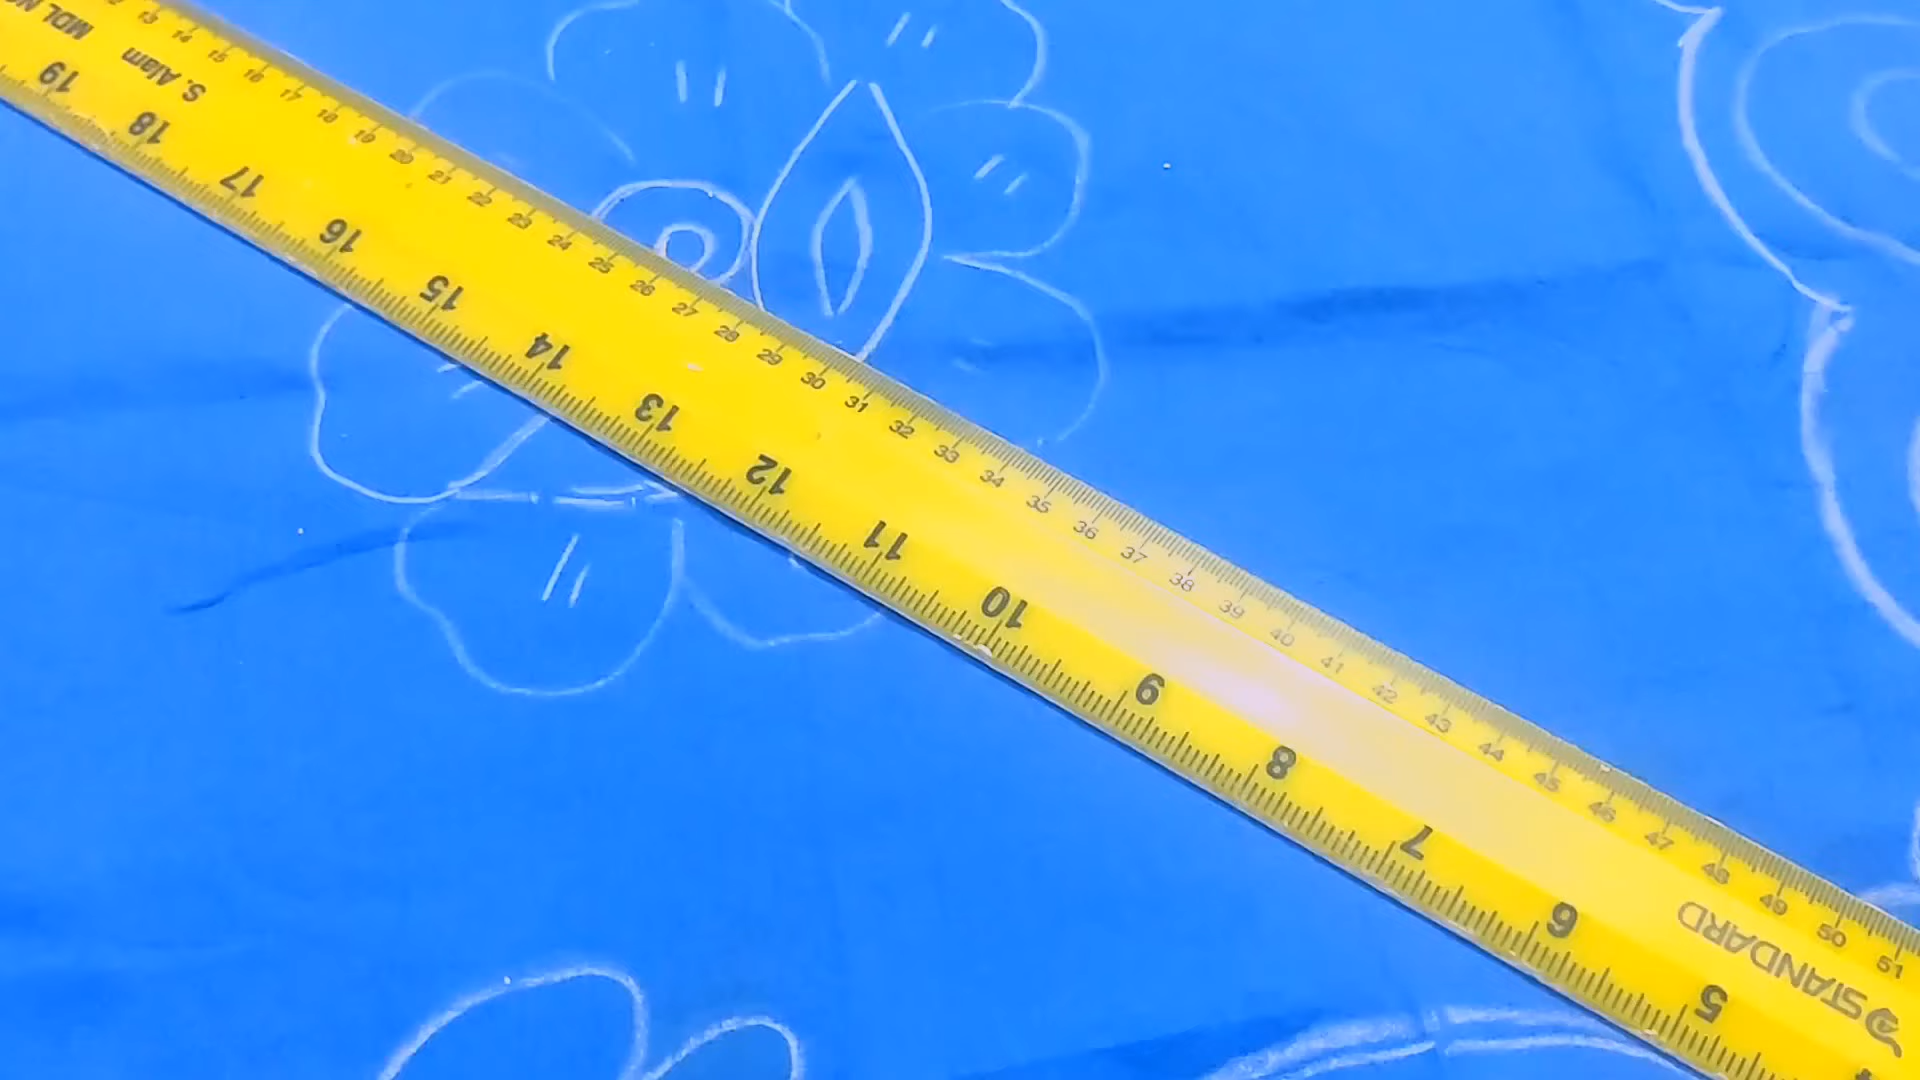 13 14 15 16 17 18 19 20 21 22 23 24 25 26 27 28 29 30 31 32 33 34 35 36 37 38 39 40 41 42 43 44 45 46 47 48 49 50 51
MDL
S. Alam
STANDARD
19 18 17 16 15 14 13 12 11 10 9 8 7 6 5